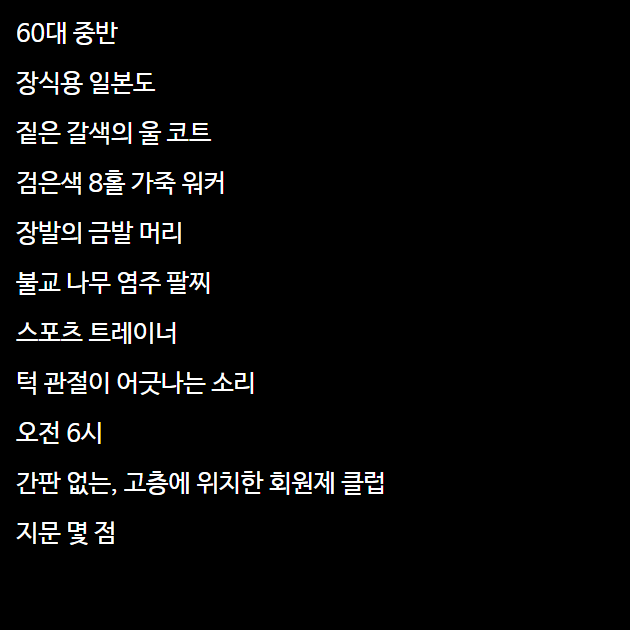 60대 중반
장식용 일본도
짙은 갈색의 울 코트
검은색 8홀 가죽 워커
장발의 금발 머리
불교 나무 염주 팔찌
스포츠 트레이너
턱 관절이 어긋나는 소리
오전 6시
간판 없는, 고층에 위치한 회원제 클럽
지문 몇 점